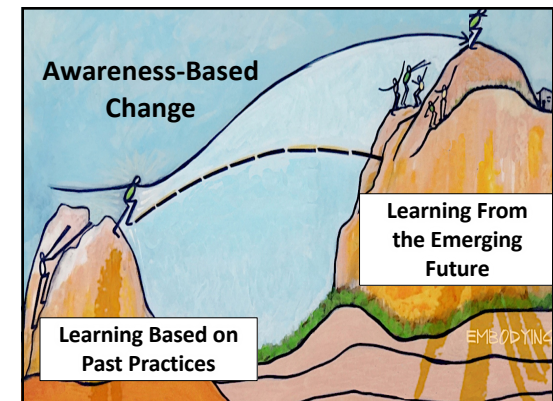 Awareness-Based
Change
Learning From
the Emerging
Future
Learning Based on
Past Practices
EMBODYING